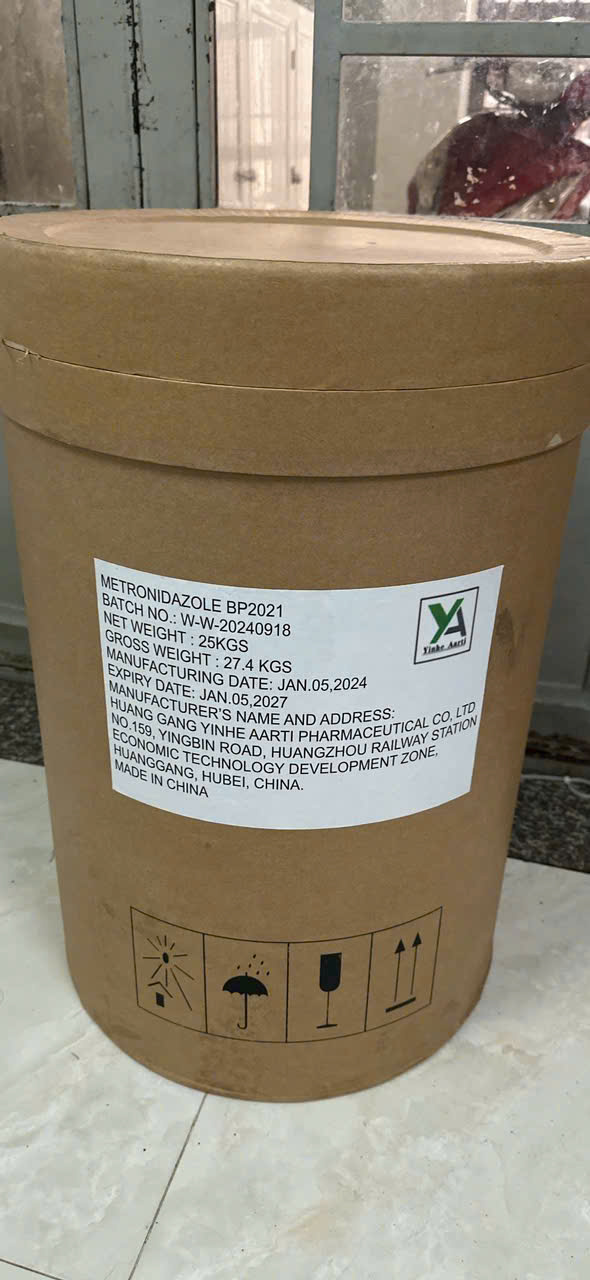 METRONIDAZOLE BP2021
BATCH NO.: W-W-20240918
NET WEIGHT : 25KGS
GROSS WEIGHT : 27.4 KGS
MANUFACTURING DATE: JAN.05,2024
EXPIRY DATE: JAN.05,2027
MANUFACTURER'S NAME AND ADDRESS:
HUANG GANG YINHE AARTI PHARMACEUTICAL CO, LTD
NO.159, YINGBIN ROAD, HUANGZHOU RAILWAY STATION
ECONOMIC TECHNOLOGY DEVELOPMENT ZONE,
HUANGGANG, HUBEI, CHINA.
MADE IN CHINA
YA
Yinhe Aarti